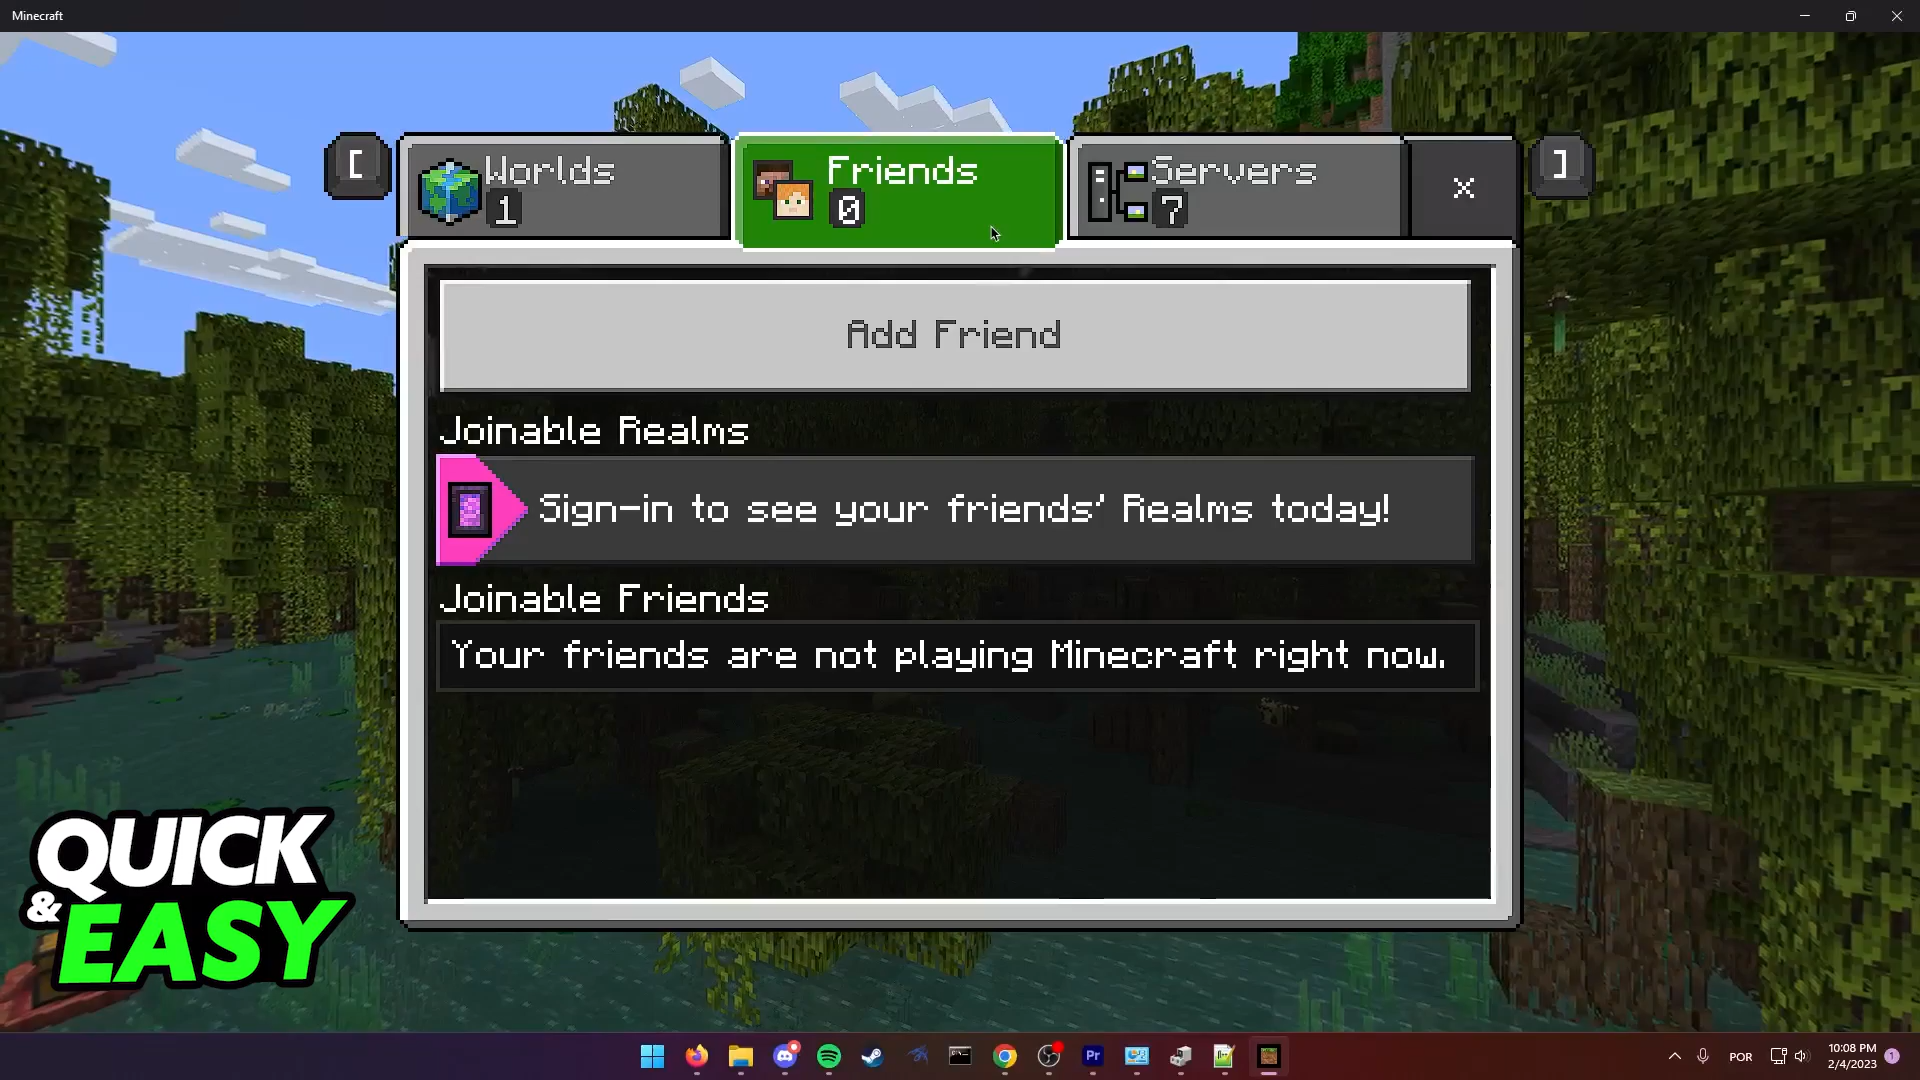 Minecraft
[
Worlds
1
Friends
0
Servers
7
]
Add Friend
Joinable Realms
Sign-in to see your friends' Realms today!
Joinable Friends
Your friends are not playing Minecraft right now.
QUICK
&
EASY
Pr
POR
10:08 PM
2/4/2023
1